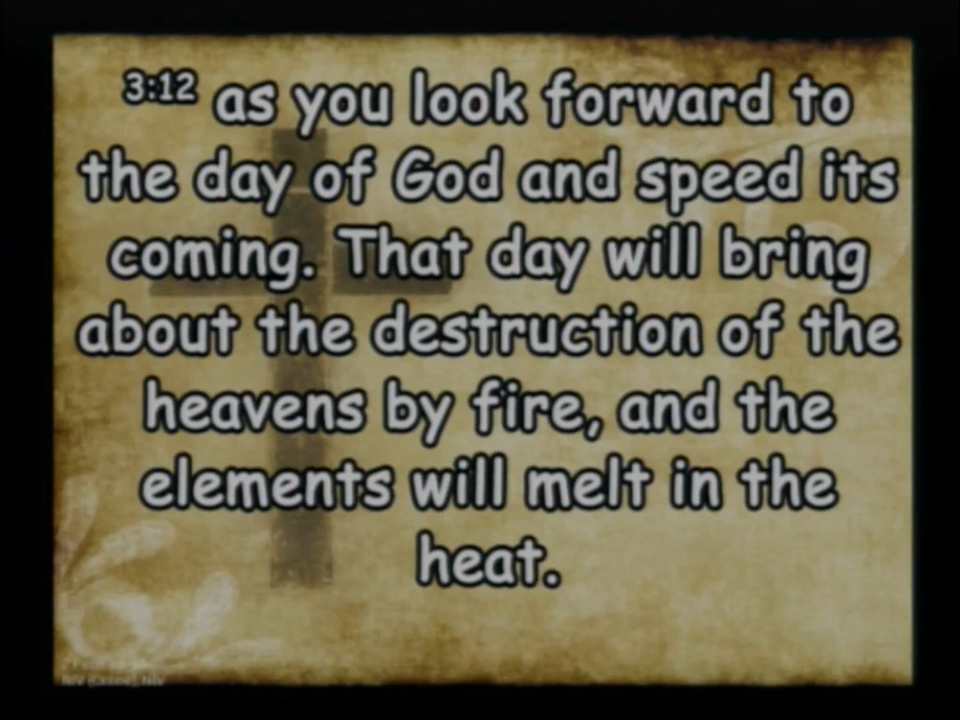 3:12 as you look forward to
the day of God and speed its
coming. That day will bring
about the destruction of the
heavens by fire, and the
elements will melt in the
heat.